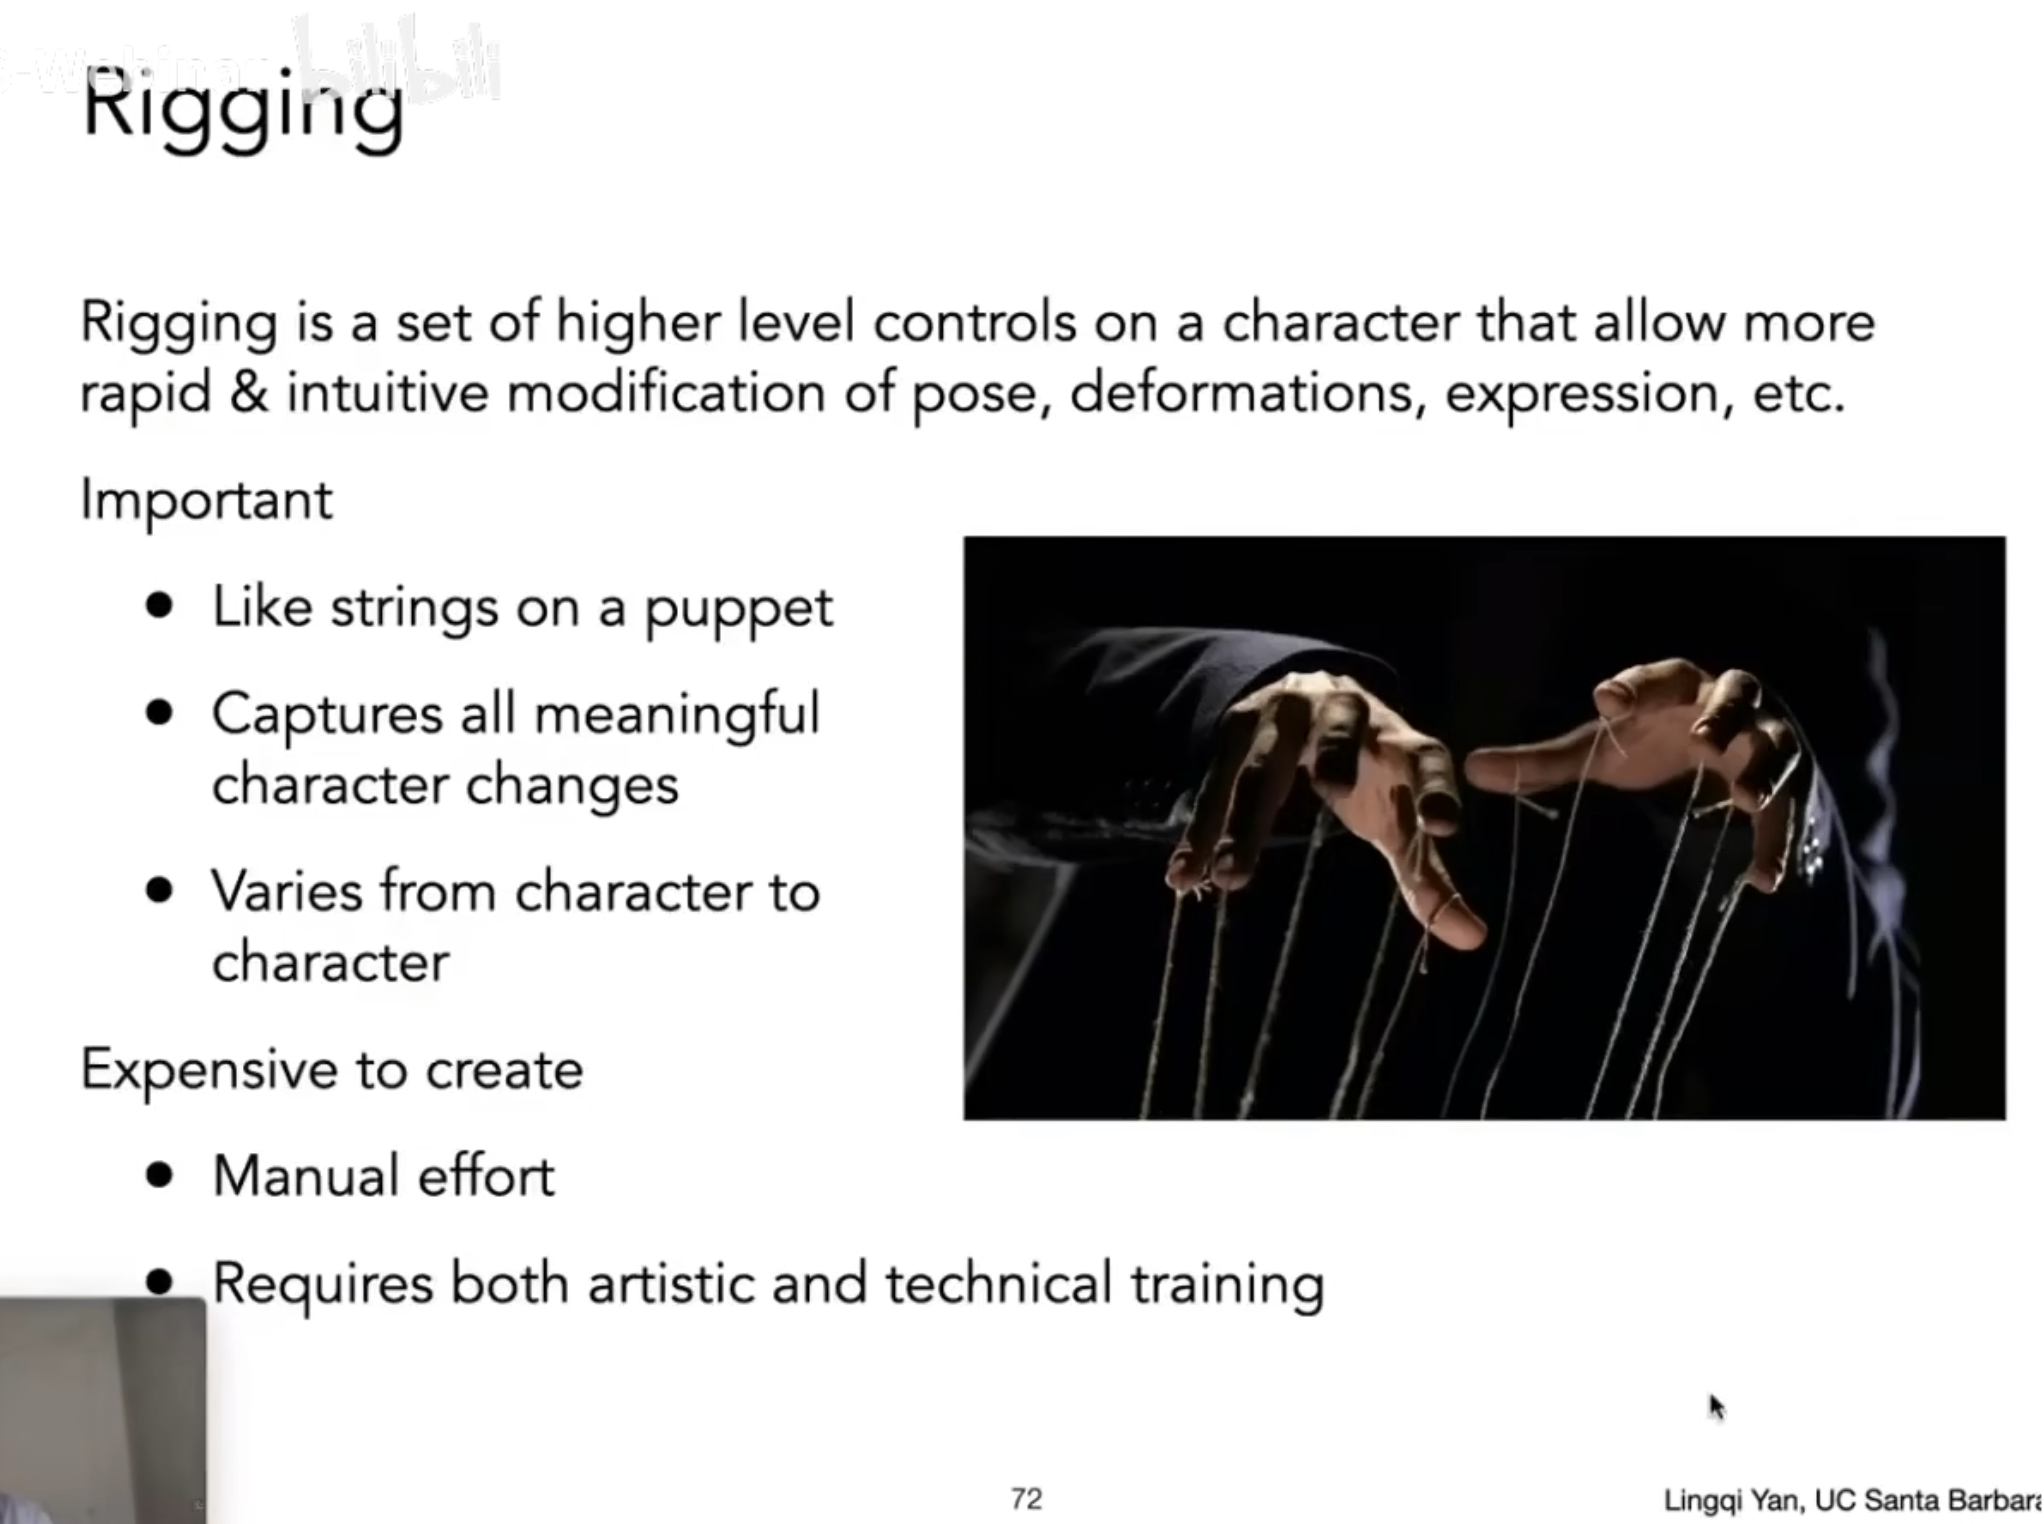 -Webinar bilibili
Rigging
Rigging is a set of higher level controls on a character that allow more
rapid & intuitive modification of pose, deformations, expression, etc.
Important
● Like strings on a puppet
● Captures all meaningful
character changes
● Varies from character to
character
Expensive to create
● Manual effort
● Requires both artistic and technical training
72
Lingqi Yan, UC Santa Barbara